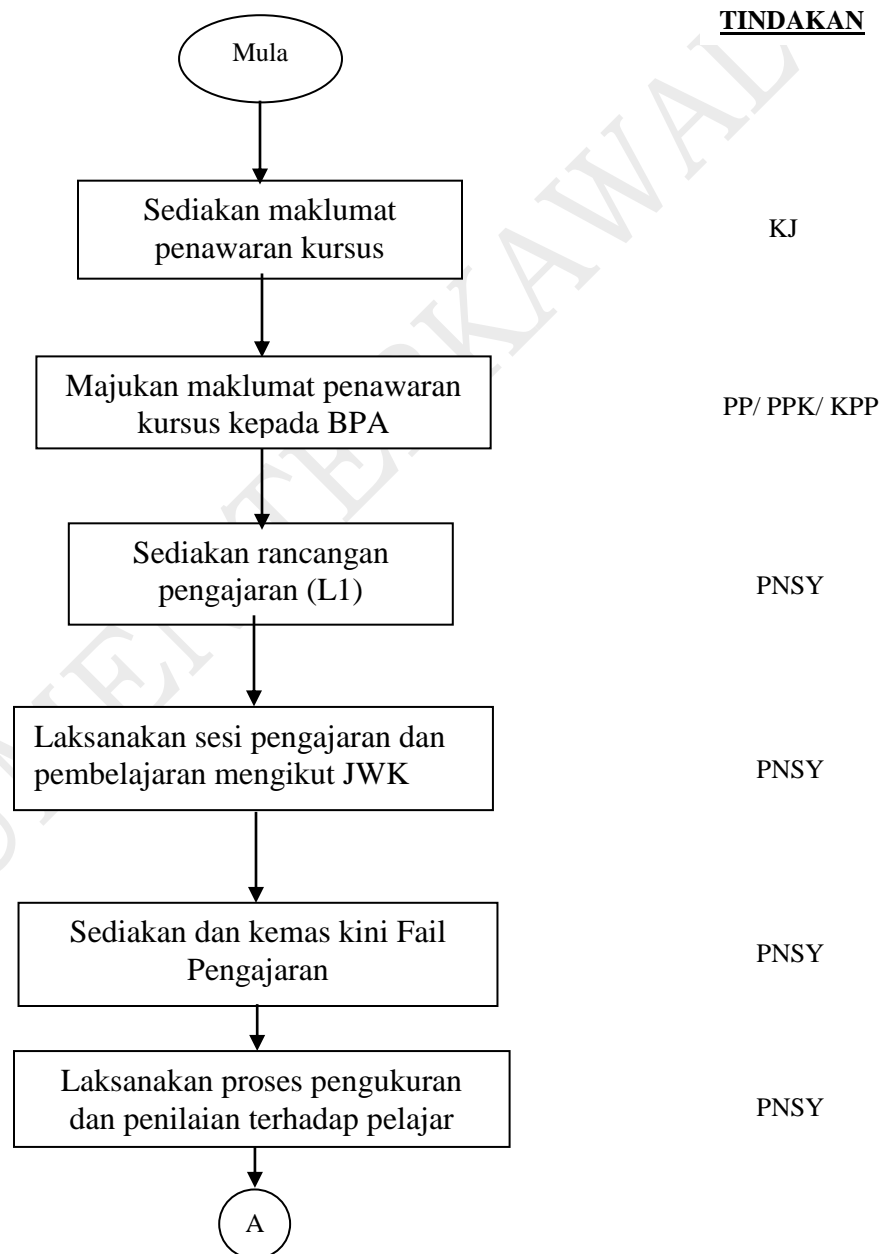 TINDAKAN
Mula
Sediakan maklumat
penawaran kursus
KJ
Majukan maklumat penawaran
kursus kepada BPA
PP/ PPK/ KPP
Sediakan rancangan
pengajaran (L1)
PNSY
Laksanakan sesi pengajaran dan
pembelajaran mengikut JWK
PNSY
Sediakan dan kemas kini Fail
Pengajaran
PNSY
Laksanakan proses pengukuran
dan penilaian terhadap pelajar
PNSY
A